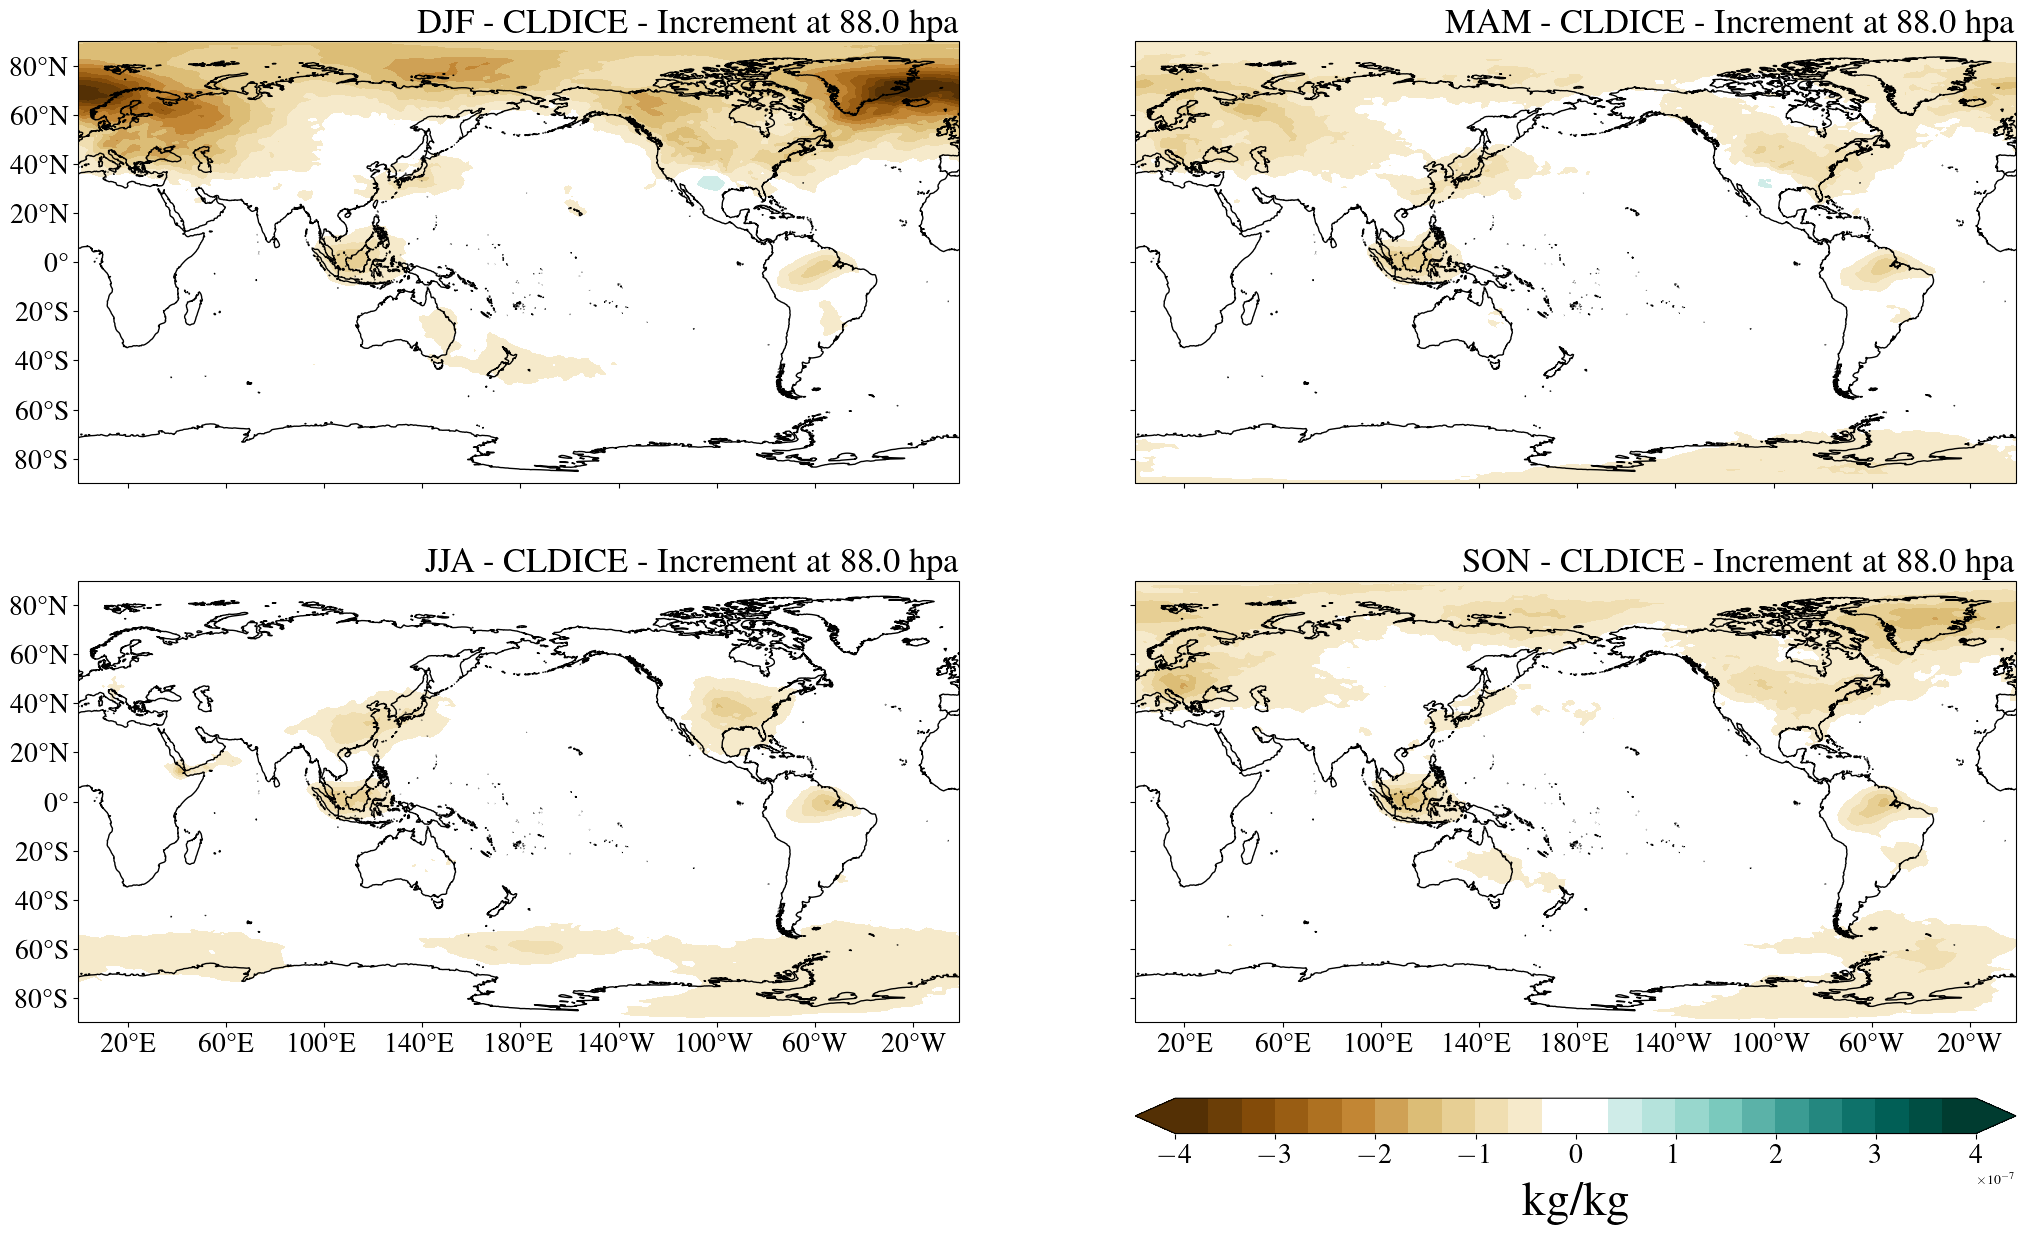 DJF - CLDICE - Increment at 88.0 hpa
MAM - CLDICE - Increment at 88.0 hpa
80°N
60°N
40°N
20°N
0°
20°S
40°S
60°S
80°S
JJA - CLDICE - Increment at 88.0 hpa
SON - CLDICE - Increment at 88.0 hpa
80°N
60°N
40°N
20°N
0°
20°S
40°S
60°S
80°S
20°E 60°E 100°E 140°E 180°E 140°W 100°W 60°W 20°W
20°E 60°E 100°E 140°E 180°E 140°W 100°W 60°W 20°W
−4 −3 −2 −1 0 1 2 3 4
×10⁻⁷
kg/kg